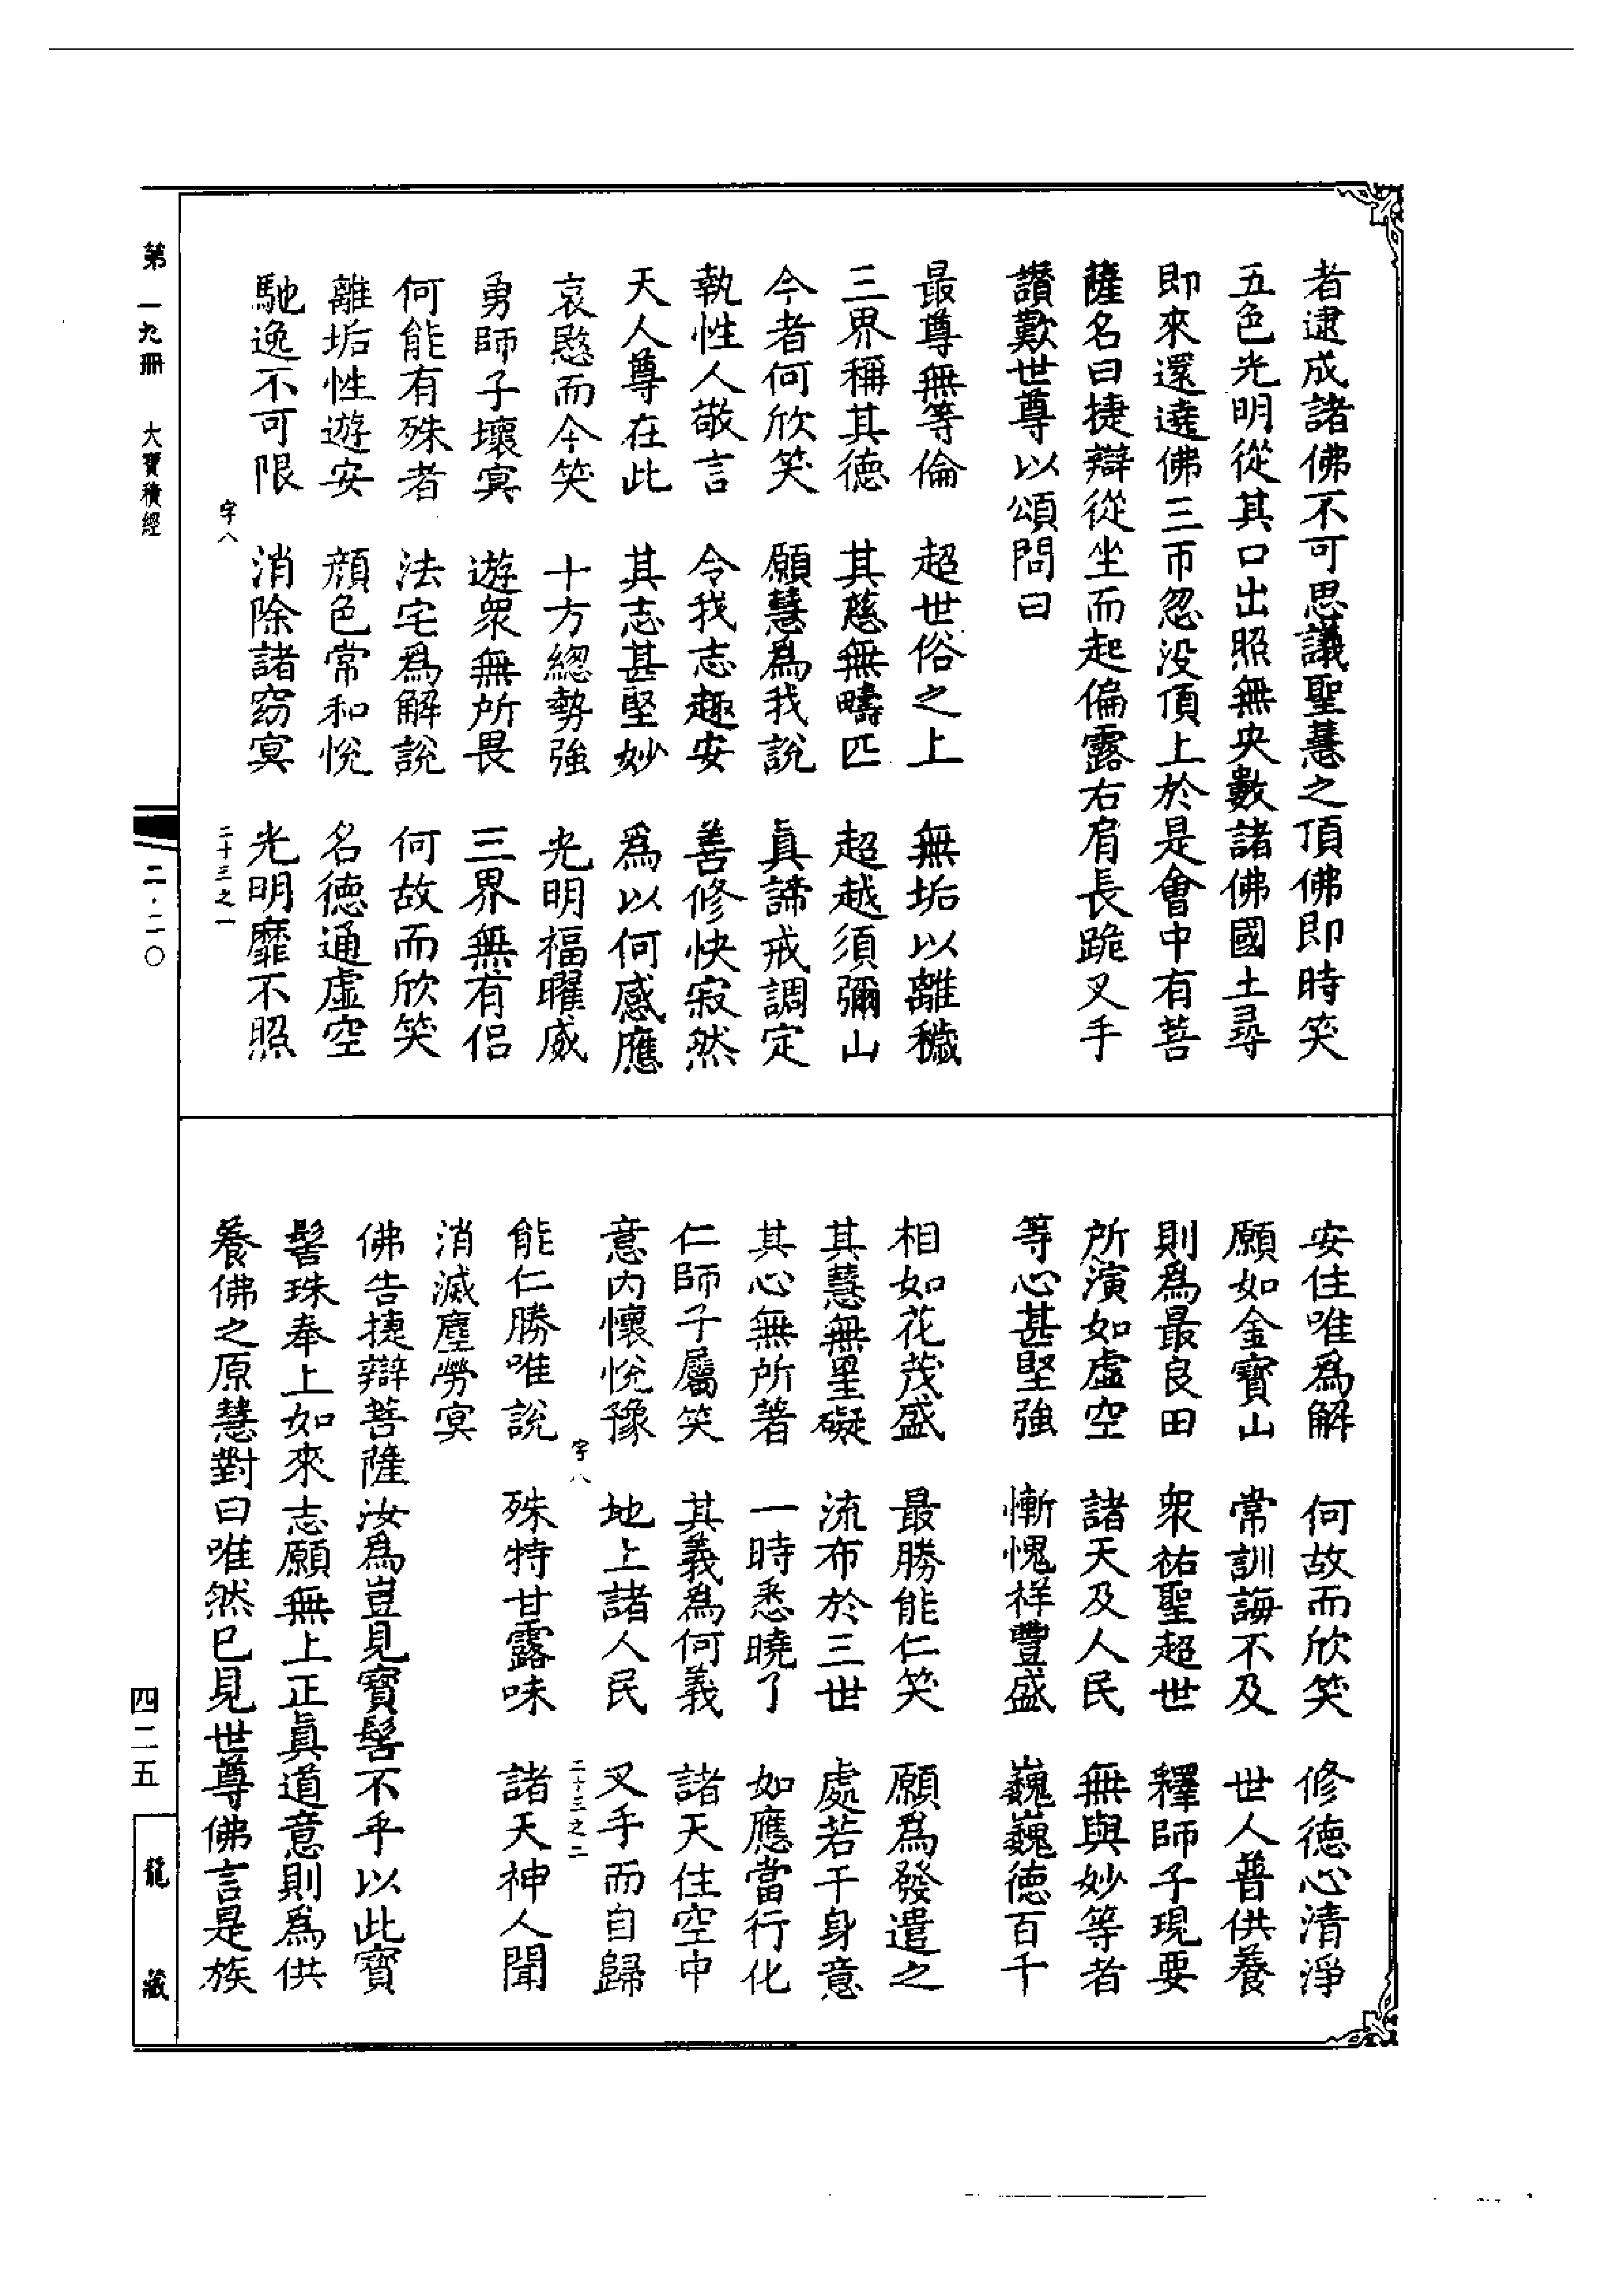 者逮成諸佛不可思議聖慧之頂佛即時笑
五色光明從其口出照無央數諸佛國土尋
即來還遶佛三帀忽没頂上於是會中有菩
薩名曰捷辯從坐而起偏露右肩長跪叉手
讚歎世尊以頌問曰
最尊無等倫　超世俗之上　無垢以離穢
三界稱其德　其慈無疇匹　超越須彌山
今者何欣笑　願慧為我說　真諦戒調定
執性人敬言　令我志趣安　善修快寂然
天人尊在此　其志甚堅妙　為以何感應
哀愍而令笑　十方總勢強　光明福曜威
勇師子壞冥　遊衆無所畏　三界無有侶
何能有殊者　法宅為解說　何故而欣笑
離垢性遊安　顏色常和悅　名德通虛空
馳逸不可限　消除諸窈冥　光明靡不照
字八　二十三之一
安住唯為解　何故而欣笑　修德心清淨
願如金寶山　常訓誨不及　世人普供養
則為最良田　衆祐聖超世　釋師子現要
所演如虛空　諸天及人民　無與妙等者
等心甚堅強　慚愧祥豐盛　巍巍德百千
相如花茂盛　最勝能仁笑　願為發遣之
其慧無罣礙　流布於三世　處若干身意
其心無所著　一時悉曉了　如應當行化
仁師子屬笑　其義為何義　諸天住空中
意内懷悅豫　地上諸人民　叉手而自歸
字八　二十三之二
能仁勝唯說　殊特甘露味　諸天神人聞
消滅塵勞冥
佛告捷辯菩薩汝為豈見寶髻不乎以此寶
髻珠奉上如來志願無上正真道意則為供
養佛之原慧對曰唯然已見世尊佛言是族
第一九冊　大寶積經
二·二〇
四二五
龍藏